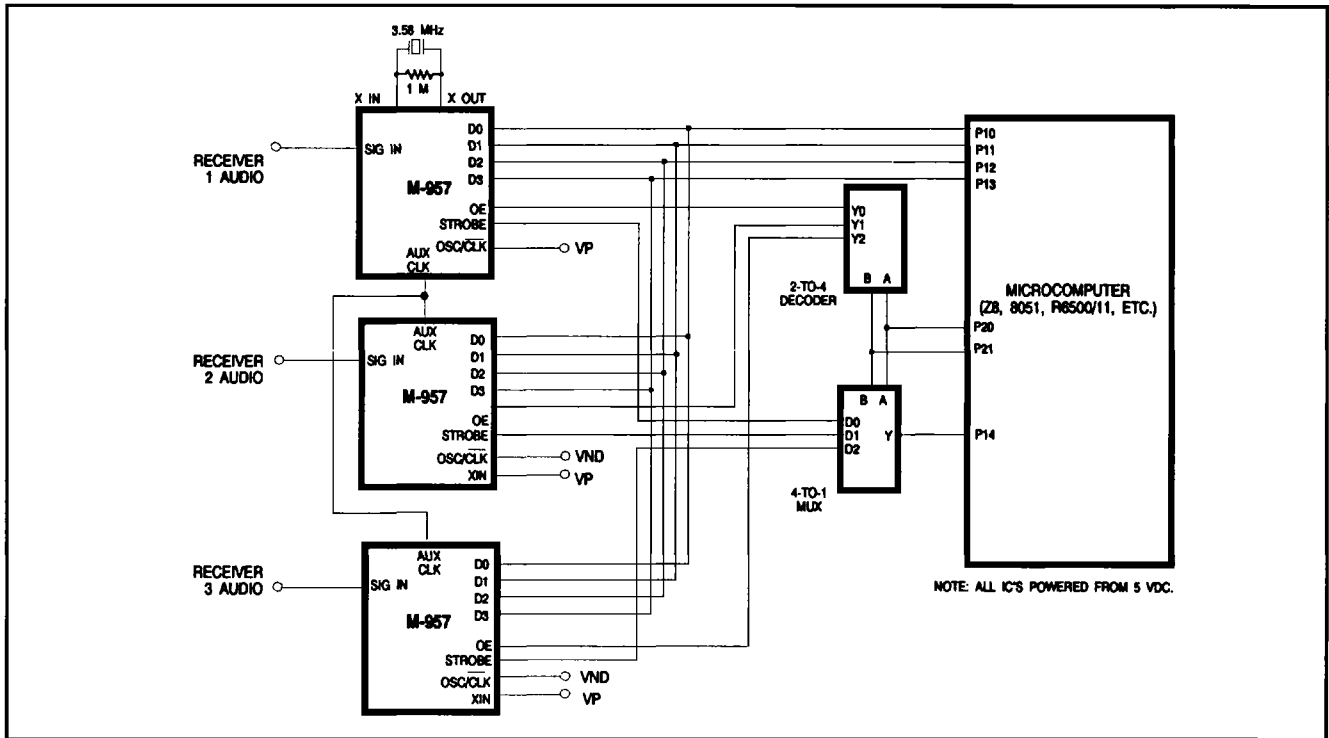 3.58 MHz
1 M
X IN
X OUT
RECEIVER
1 AUDIO
SIG IN
M-957
D0
D1
D2
D3
OE
STROBE
OSC/CLK
AUX
CLK
VP
RECEIVER
2 AUDIO
AUX
CLK
SIG IN
M-957
D0
D1
D2
D3
OE
STROBE
OSC/CLK
XIN
VND
VP
RECEIVER
3 AUDIO
AUX
CLK
SIG IN
M-957
D0
D1
D2
D3
OE
STROBE
OSC/CLK
XIN
VND
VP
Y0
Y1
Y2
B A
2-TO-4
DECODER
B A
D0
D1
D2
Y
4-TO-1
MUX
P10
P11
P12
P13
MICROCOMPUTER
(Z8, 8051, R6500/11, ETC.)
P20
P21
P14
NOTE: ALL IC'S POWERED FROM 5 VDC.